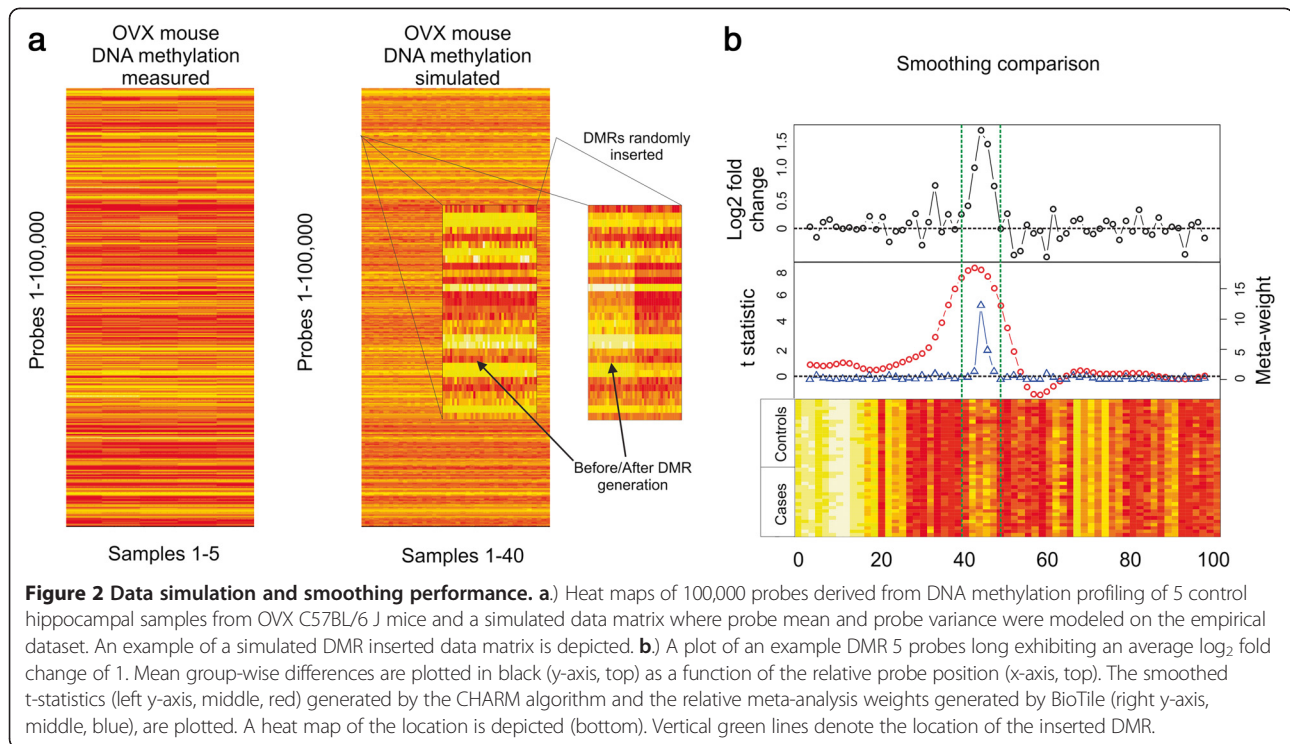 a
OVX mouse
DNA methylation
measured
Probes 1-100,000
Samples 1-5
OVX mouse
DNA methylation
simulated
Probes 1-100,000
DMRs randomly
inserted
Before/After DMR
generation
Samples 1-40
b
Smoothing comparison
Log2 fold
change
1.5
1.0
0.5
0
t statistic
8
6
4
2
0
Meta-weight
15
10
5
0
Controls
Cases
0 20 40 60 80 100
Figure 2 Data simulation and smoothing performance. a.) Heat maps of 100,000 probes derived from DNA methylation profiling of 5 control
hippocampal samples from OVX C57BL/6 J mice and a simulated data matrix where probe mean and probe variance were modeled on the empirical
dataset. An example of a simulated DMR inserted data matrix is depicted. b.) A plot of an example DMR 5 probes long exhibiting an average log₂ fold
change of 1. Mean group-wise differences are plotted in black (y-axis, top) as a function of the relative probe position (x-axis, top). The smoothed
t-statistics (left y-axis, middle, red) generated by the CHARM algorithm and the relative meta-analysis weights generated by BioTile (right y-axis,
middle, blue), are plotted. A heat map of the location is depicted (bottom). Vertical green lines denote the location of the inserted DMR.